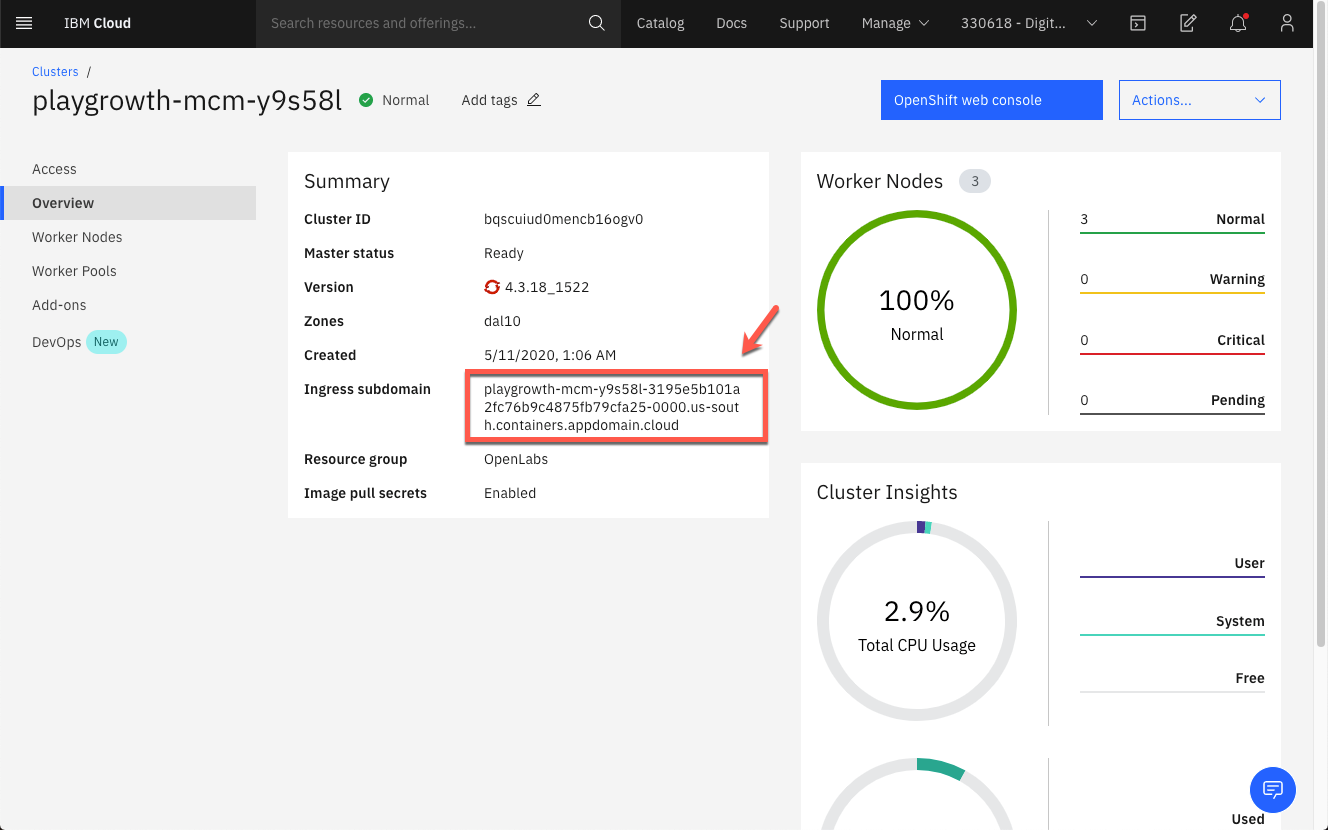 IBM Cloud
Search resources and offerings...
Catalog
Docs
Support
Manage
330618 - Digit...
Clusters /
playgrowth-mcm-y9s58l
Normal
Add tags
OpenShift web console
Actions...
Access
Overview
Worker Nodes
Worker Pools
Add-ons
DevOps New
Summary
Cluster ID bqscuiud0mencb16ogv0
Master status Ready
Version 4.3.18_1522
Zones dal10
Created 5/11/2020, 1:06 AM
Ingress subdomain playgrowth-mcm-y9s58l-3195e5b101a
2fc76b9c4875fb79cfa25-0000.us-sout
h.containers.appdomain.cloud
Resource group OpenLabs
Image pull secrets Enabled
Worker Nodes 3
100%
Normal
3 Normal
0 Warning
0 Critical
0 Pending
Cluster Insights
2.9%
Total CPU Usage
User
System
Free
Used